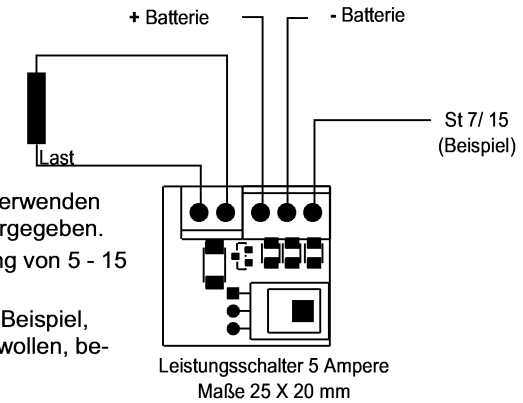 + Batterie
- Batterie
St 7/ 15
(Beispiel)
Last
erwenden
rgegeben.
ng von 5 - 15
Beispiel,
wollen, be-
Leistungsschalter 5 Ampere
Maße 25 X 20 mm